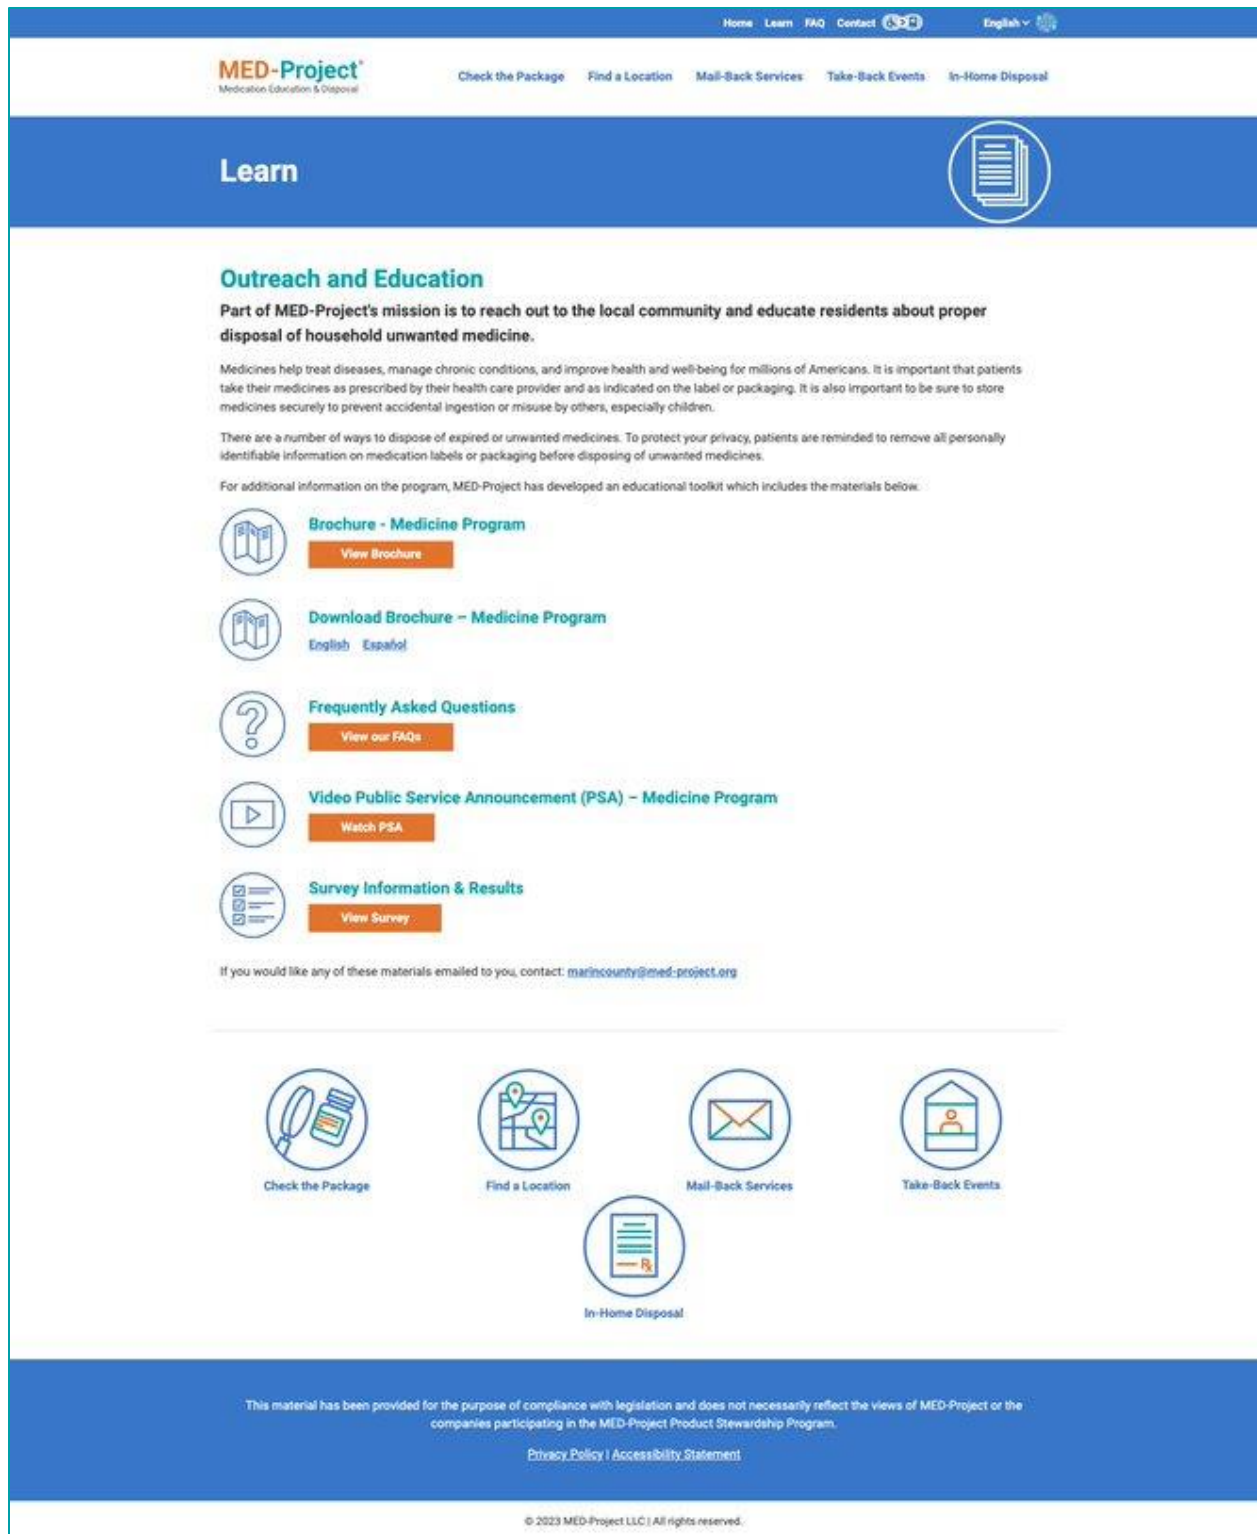 Home Learn FAQ Contact English
MED-Project®
Medication Education & Disposal
Check the Package Find a Location Mail-Back Services Take-Back Events In-Home Disposal
Learn
Outreach and Education
Part of MED-Project's mission is to reach out to the local community and educate residents about proper
disposal of household unwanted medicine.
Medicines help treat diseases, manage chronic conditions, and improve health and well-being for millions of Americans. It is important that patients
take their medicines as prescribed by their health care provider and as indicated on the label or packaging. It is also important to be sure to store
medicines securely to prevent accidental ingestion or misuse by others, especially children.
There are a number of ways to dispose of expired or unwanted medicines. To protect your privacy, patients are reminded to remove all personally
identifiable information on medication labels or packaging before disposing of unwanted medicines.
For additional information on the program, MED-Project has developed an educational toolkit which includes the materials below.
Brochure - Medicine Program
View Brochure
Download Brochure – Medicine Program
English Español
Frequently Asked Questions
View our FAQs
Video Public Service Announcement (PSA) – Medicine Program
Watch PSA
Survey Information & Results
View Survey
If you would like any of these materials emailed to you, contact: marincounty@med-project.org
Check the Package Find a Location Mail-Back Services Take-Back Events
Rx
In-Home Disposal
This material has been provided for the purpose of compliance with legislation and does not necessarily reflect the views of MED-Project or the
companies participating in the MED-Project Product Stewardship Program.
Privacy Policy | Accessibility Statement
© 2023 MED-Project LLC | All rights reserved.